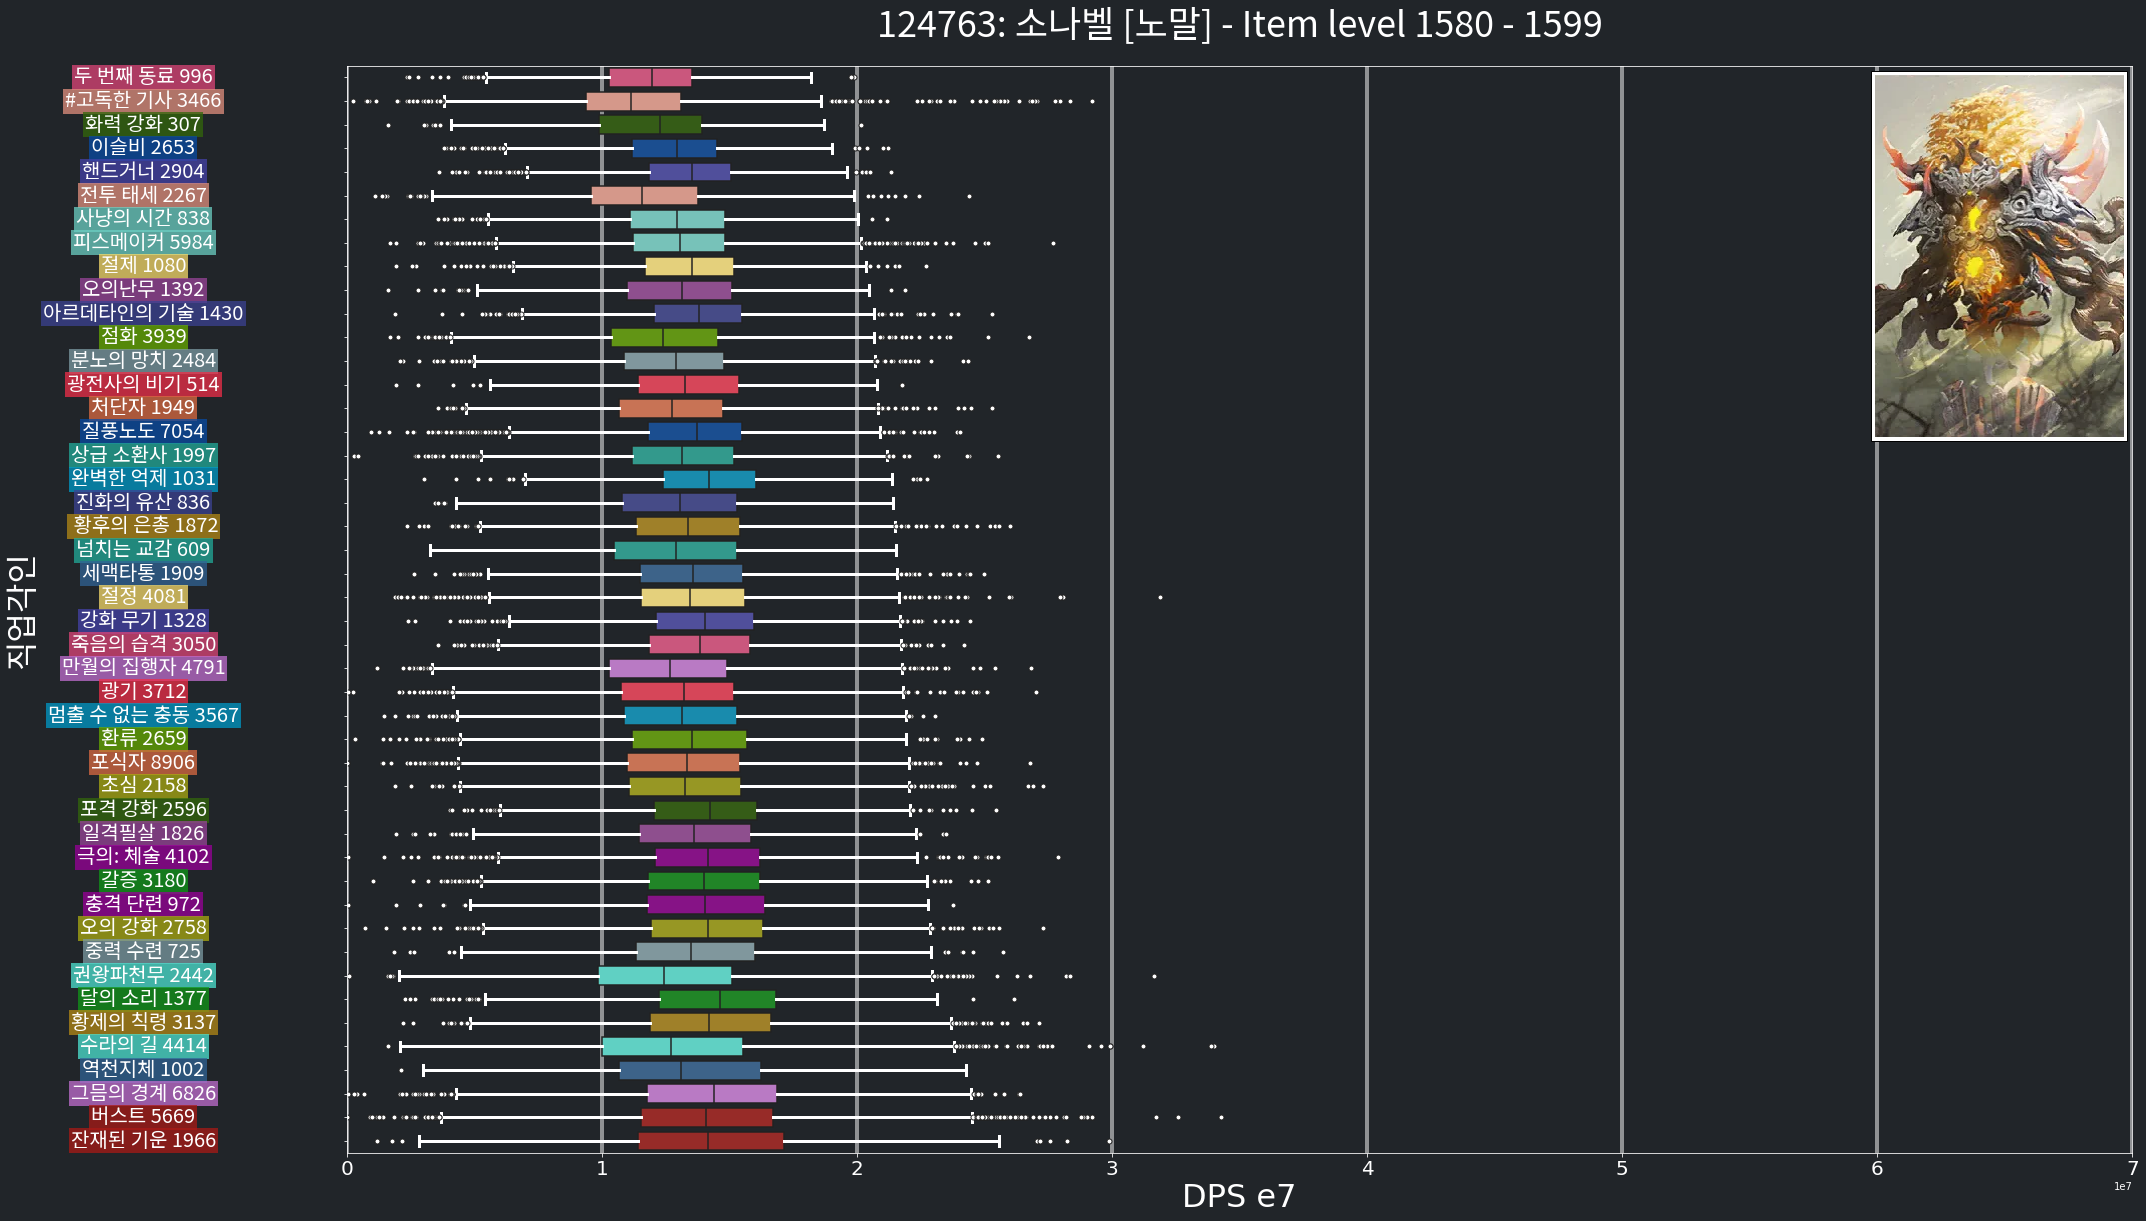 124763: 소나벨 [노말] - Item level 1580 - 1599
직업각인
두 번째 동료 996
#고독한 기사 3466
화력 강화 307
이슬비 2653
핸드거너 2904
전투 태세 2267
사냥의 시간 838
피스메이커 5984
절제 1080
오의난무 1392
아르데타인의 기술 1430
점화 3939
분노의 망치 2484
광전사의 비기 514
처단자 1949
질풍노도 7054
상급 소환사 1997
완벽한 억제 1031
진화의 유산 836
황후의 은총 1872
넘치는 교감 609
세맥타통 1909
절정 4081
강화 무기 1328
죽음의 습격 3050
만월의 집행자 4791
광기 3712
멈출 수 없는 충동 3567
환류 2659
포식자 8906
초심 2158
포격 강화 2596
일격필살 1826
극의: 체술 4102
갈증 3180
충격 단련 972
오의 강화 2758
중력 수련 725
권왕파천무 2442
달의 소리 1377
황제의 칙령 3137
수라의 길 4414
역천지체 1002
그믐의 경계 6826
버스트 5669
잔재된 기운 1966
0 1 2 3 4 5 6 7
1e7
DPS e7